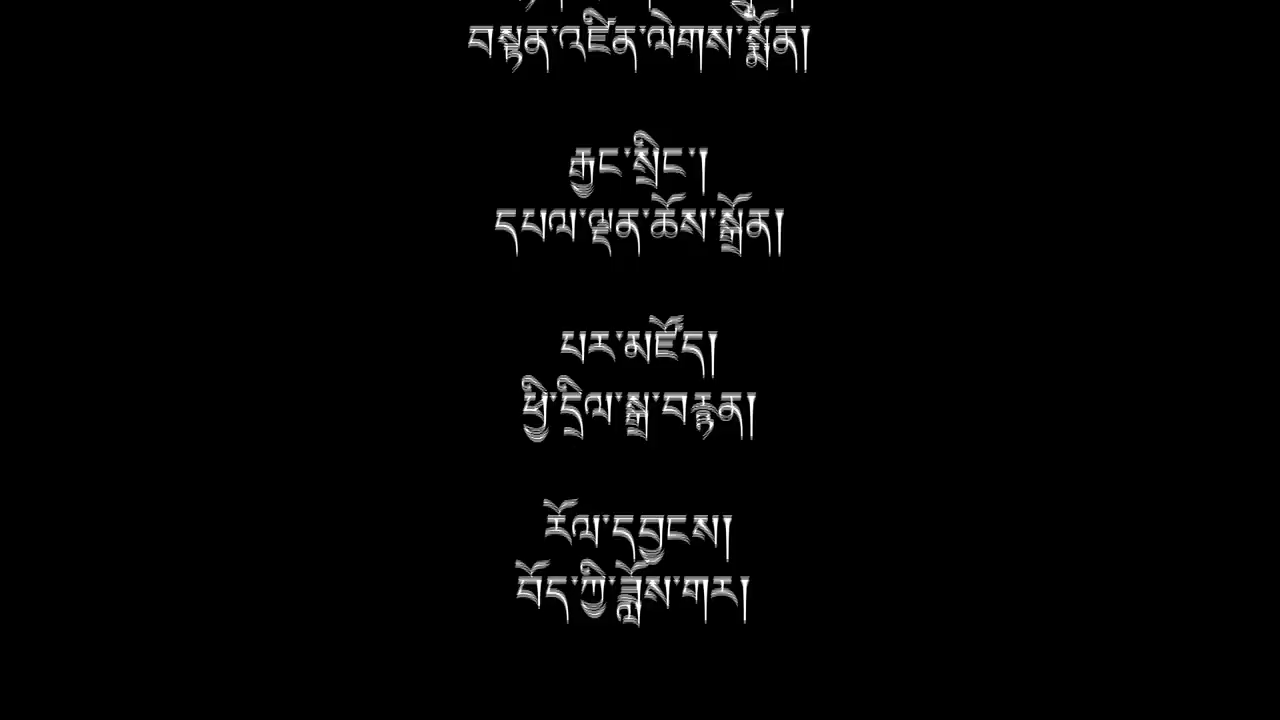 བསྟན་འཛིན་ལེགས་སྨོན།
རྒྱང་སྲིང་།
དཔལ་ལྡན་ཆོས་སྒྲོན།
པར་མཛོད།
ཕྱི་དྲིལ་སྒྲ་བརྟན།
རོལ་དབྱངས།
བོད་ཀྱི་ཟློས་གར།